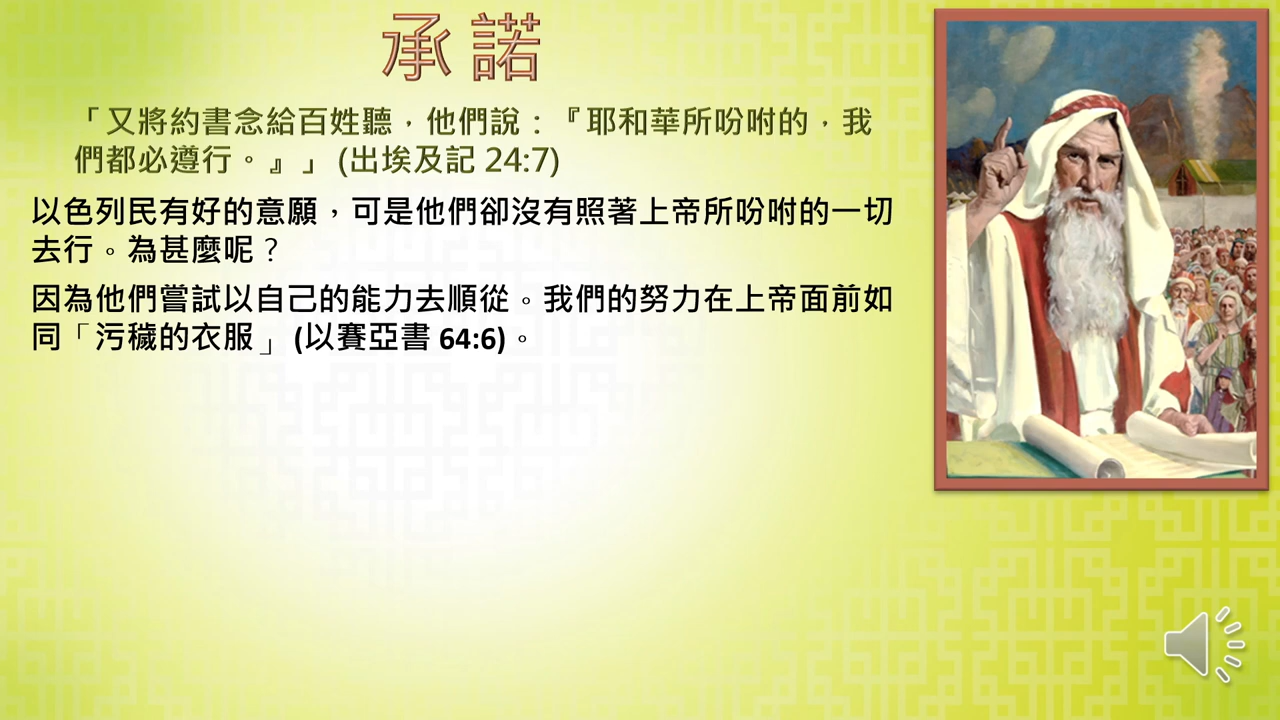 承諾
「又將約書念給百姓聽，他們說：『耶和華所吩咐的，我
們都必遵行。』」(出埃及記 24:7)
以色列民有好的意願，可是他們卻沒有照著上帝所吩咐的一切
去行。為甚麼呢？
因為他們嘗試以自己的能力去順從。我們的努力在上帝面前如
同「污穢的衣服」(以賽亞書 64:6)。